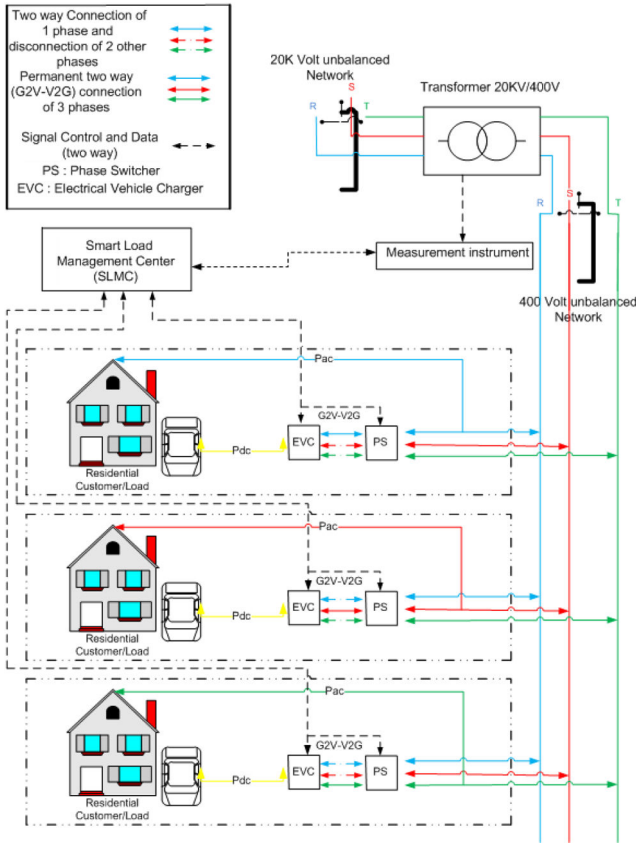 Two way Connection of
1 phase and
disconnection of 2 other
phases
Permanent two way
(G2V-V2G) connection
of 3 phases
Signal Control and Data
(two way)
PS : Phase Switcher
EVC : Electrical Vehicle Charger
20K Volt unbalanced
Network
S
R
T
Transformer 20KV/400V
S
R
T
Smart Load
Management Center
(SLMC)
Measurement instrument
400 Volt unbalanced
Network
Pac
G2V-V2G
EVC
PS
Pdc
Residential
Customer/Load
Pac
G2V-V2G
EVC
PS
Pdc
Residential
Customer/Load
Pac
G2V-V2G
EVC
PS
Pdc
Residential
Customer/Load